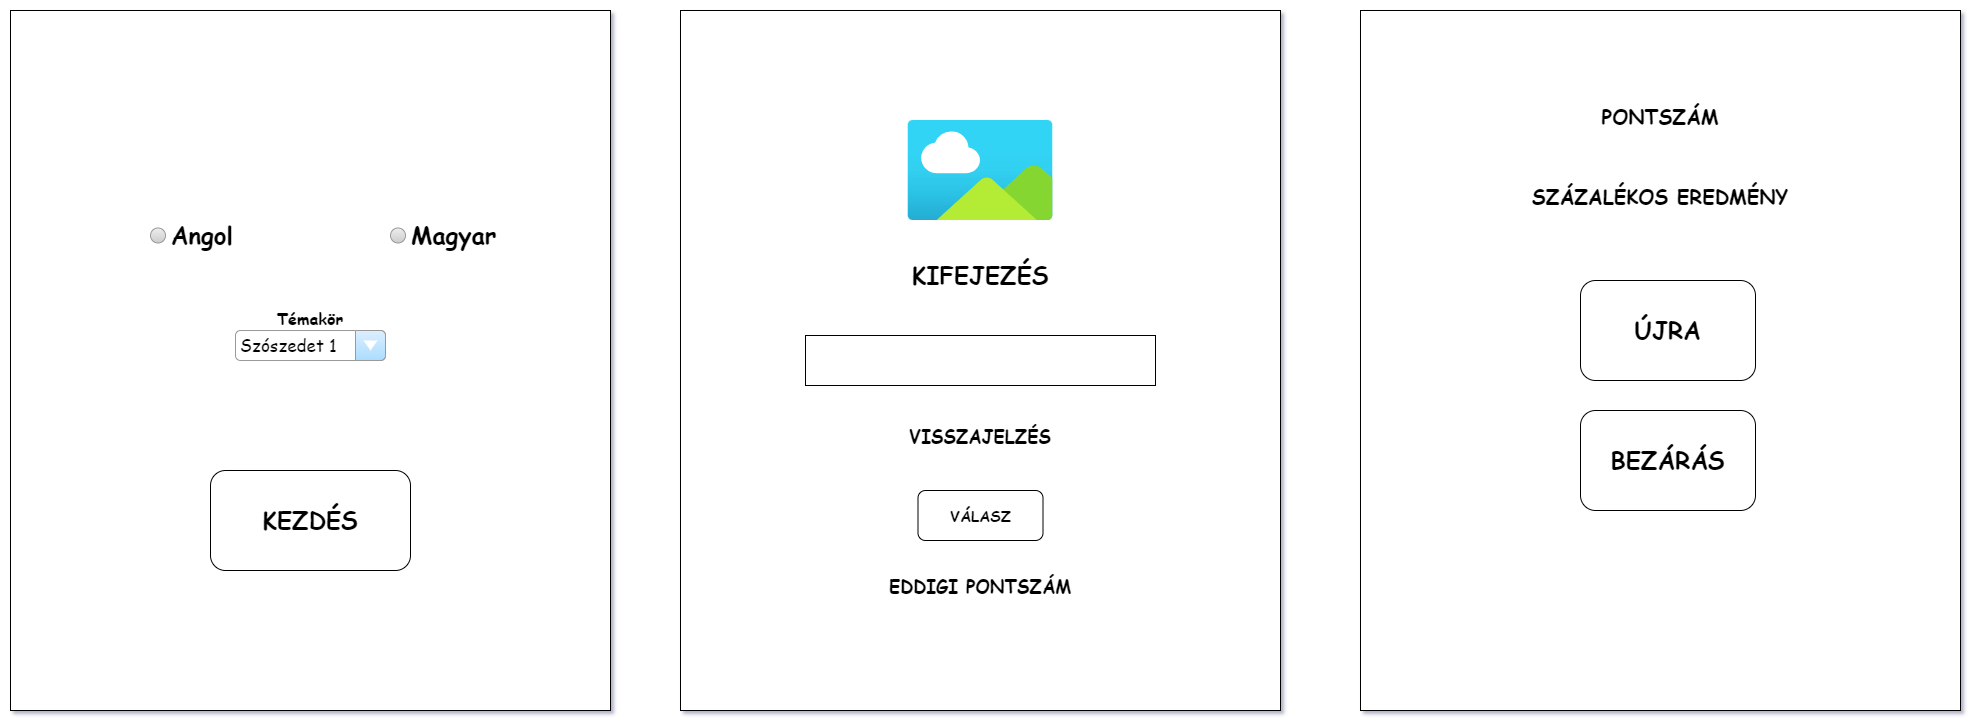 Angol
Magyar
Témakör
Szószedet 1
KEZDÉS
KIFEJEZÉS
VISSZAJELZÉS
VÁLASZ
EDDIGI PONTSZÁM
PONTSZÁM
SZÁZALÉKOS EREDMÉNY
ÚJRA
BEZÁRÁS